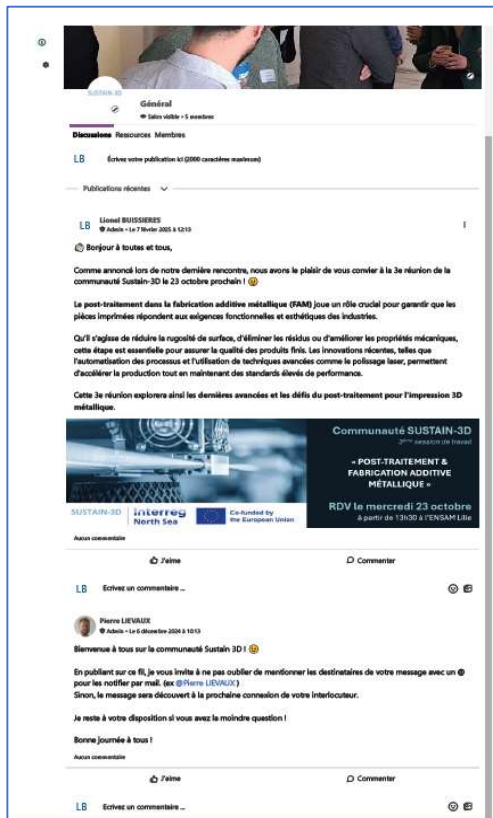 SUSTAIN-3D
Général
Salon visible • 5 membres
Discussions Ressources Membres
LB Écrivez votre publication ici (2000 caractères maximum)
Publications récentes
LB Lionel BUISSIERES
Admin • Le 7 février 2025 à 12:13
Bonjour à toutes et tous,
Comme annoncé lors de notre dernière rencontre, nous avons le plaisir de vous convier à la 3e réunion de la
communauté Sustain-3D le 23 octobre prochain !
Le post-traitement dans la fabrication additive métallique (FAM) joue un rôle crucial pour garantir que les
pièces imprimées répondent aux exigences fonctionnelles et esthétiques des industries.
Qu'il s'agisse de réduire la rugosité de surface, d'éliminer les résidus ou d'améliorer les propriétés mécaniques,
cette étape est essentielle pour assurer la qualité des produits finis. Les innovations récentes, telles que
l'automatisation des processus et l'utilisation de techniques avancées comme le polissage laser, permettent
d'accélérer la production tout en maintenant des standards élevés de performance.
Cette 3e réunion explorera ainsi les dernières avancées et les défis du post-traitement pour l'impression 3D
métallique.
Communauté SUSTAIN-3D
3ème session de travail
« POST-TRAITEMENT &
FABRICATION ADDITIVE
MÉTALLIQUE »
RDV le mercredi 23 octobre
à partir de 13h30 à l'ENSAM Lille
SUSTAIN-3D
Interreg
North Sea
Co-funded by
the European Union
Aucun commentaire
J'aime Commenter
LB Ecrivez un commentaire ...
Pierre LIEVAUX
Admin • Le 6 décembre 2024 à 10:13
Bienvenue à tous sur la communauté Sustain 3D !
En publiant sur ce fil, je vous invite à ne pas oublier de mentionner les destinataires de votre message avec un @
pour les notifier par mail. (ex @Pierre LIEVAUX )
Sinon, le message sera découvert à la prochaine connexion de votre interlocuteur.
Je reste à votre disposition si vous avez la moindre question !
Bonne journée à tous !
Aucun commentaire
J'aime Commenter
LB Ecrivez un commentaire ...